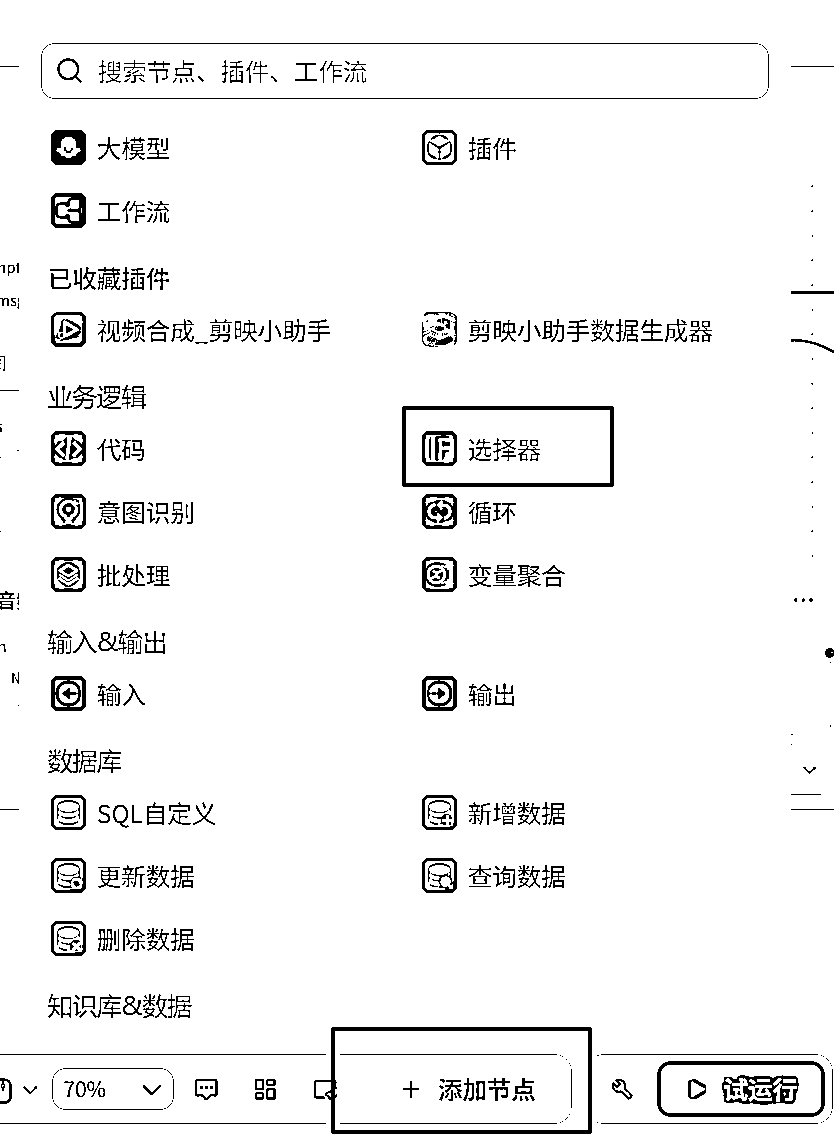 搜索节点、插件、工作流
大模型 插件
工作流
已收藏插件
视频合成_剪映小助手 剪映小助手数据生成器
业务逻辑
代码 选择器
意图识别 循环
批处理 变量聚合
输入&输出
输入 输出
数据库
SQL自定义 新增数据
更新数据 查询数据
删除数据
知识库&数据
70% + 添加节点 试运行